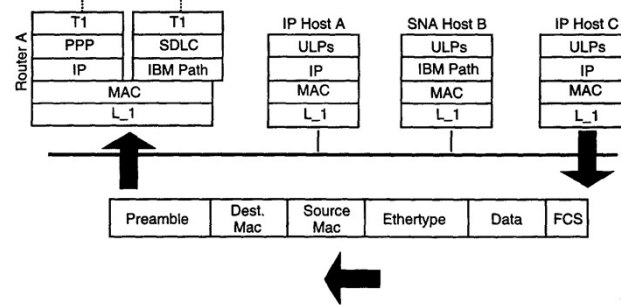 Router A
T1
PPP
IP
T1
SDLC
IBM Path
MAC
L_1
IP Host A
ULPs
IP
MAC
L_1
SNA Host B
ULPs
IBM Path
MAC
L_1
IP Host C
ULPs
IP
MAC
L_1
Preamble
Dest.
Mac
Source
Mac
Ethertype
Data
FCS